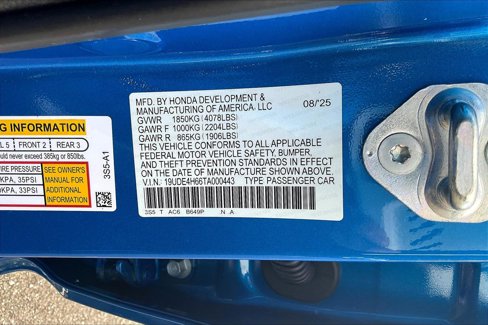 NG INFORMATION
L 5 FRONT 2 REAR 3
ould never exceed 385kg or 850lbs.
RE PRESSURE
KPA, 35PSI
KPA, 33PSI
SEE OWNER'S
MANUAL FOR
ADDITIONAL
INFORMATION
3S5-A1
MFD. BY HONDA DEVELOPMENT &
MANUFACTURING OF AMERICA, LLC 08/'25
GVWR 1850KG (4078LBS)
GAWR F 1000KG (2204LBS)
GAWR R 865KG (1906LBS)
THIS VEHICLE CONFORMS TO ALL APPLICABLE
FEDERAL MOTOR VEHICLE SAFETY, BUMPER,
AND THEFT PREVENTION STANDARDS IN EFFECT
ON THE DATE OF MANUFACTURE SHOWN ABOVE.
V.I.N.: 19UDE4H66TA000443 TYPE PASSENGER CAR
3S5 T AC6 B649P N A